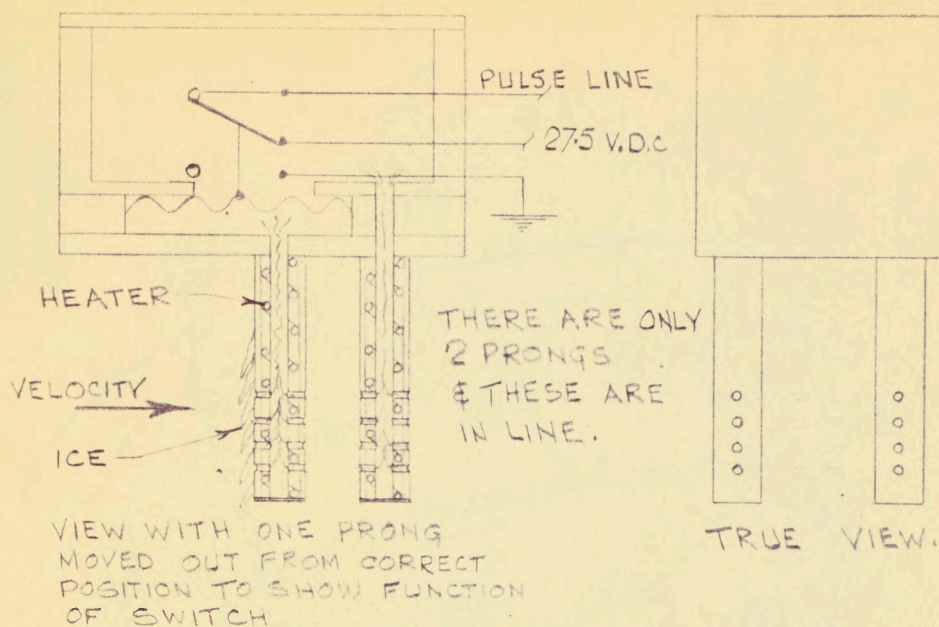 PULSE LINE
27.5 V.D.C
HEATER
THERE ARE ONLY
2 PRONGS
& THESE ARE
IN LINE.
VELOCITY
ICE
VIEW WITH ONE PRONG
MOVED OUT FROM CORRECT
POSITION TO SHOW FUNCTION
OF SWITCH
TRUE VIEW.